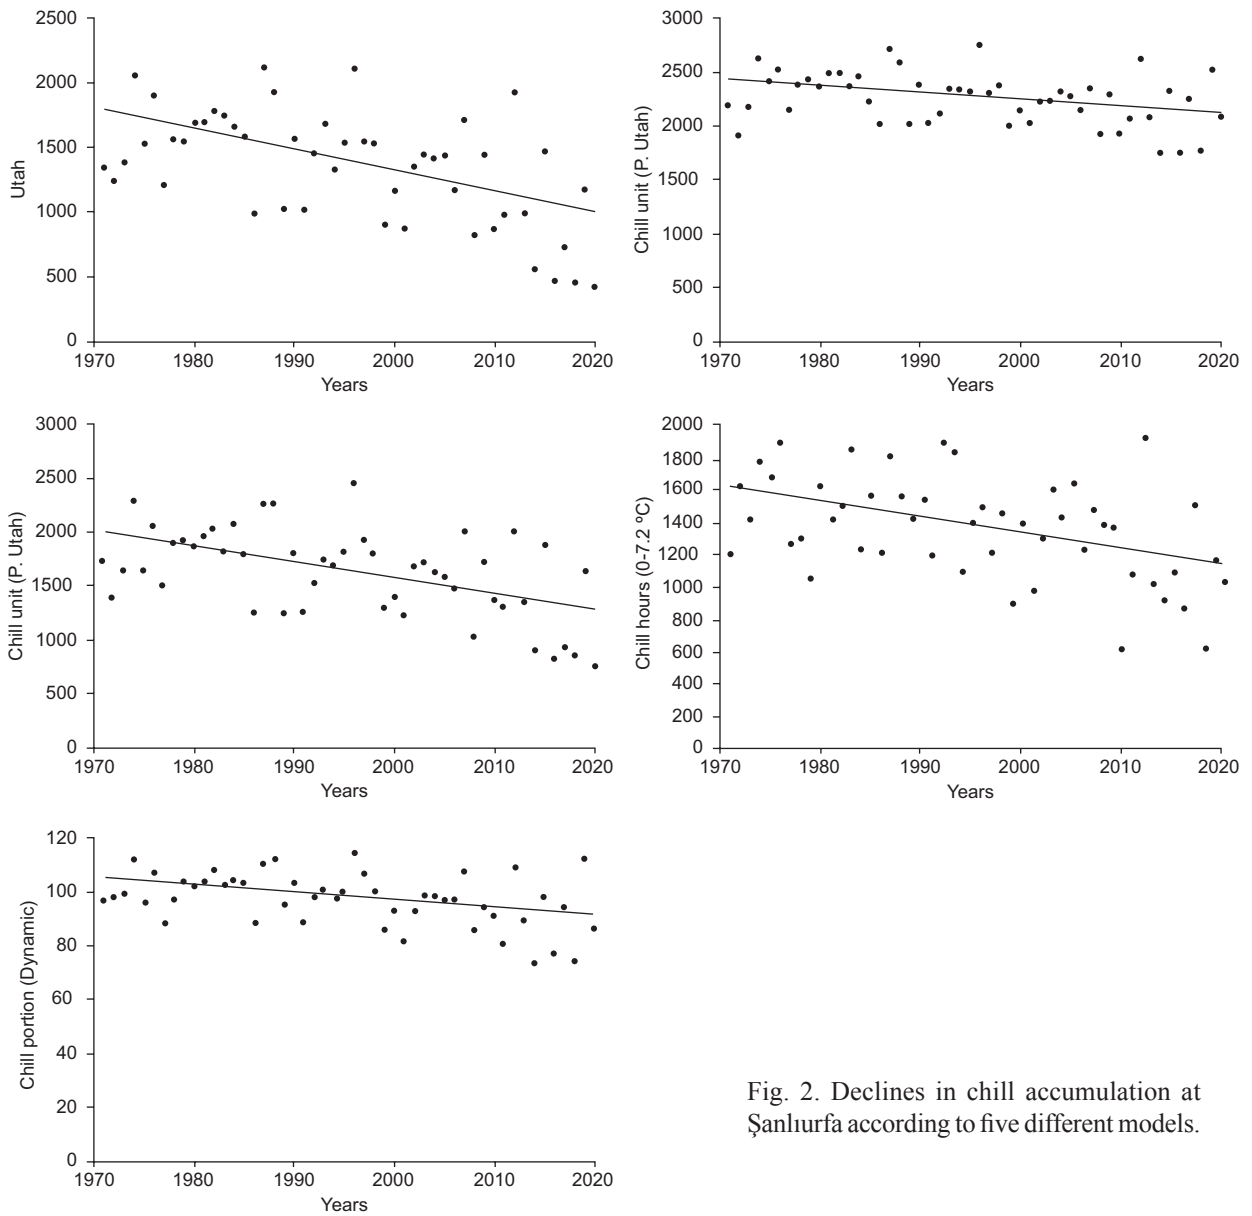 2500
2000
1500
1000
500
0
Utah
1970 1980 1990 2000 2010 2020
Years
3000
2500
2000
1500
1000
500
0
Chill unit (P. Utah)
1970 1980 1990 2000 2010 2020
Years
3000
2500
2000
1500
1000
500
0
Chill unit (P. Utah)
1970 1980 1990 2000 2010 2020
Years
2000
1800
1600
1400
1200
1000
800
600
400
200
0
Chill hours (0-7.2 ºC)
1970 1980 1990 2000 2010 2020
Years
120
100
80
60
40
20
0
Chill portion (Dynamic)
1970 1980 1990 2000 2010 2020
Years
Fig. 2. Declines in chill accumulation at
Şanlıurfa according to five different models.